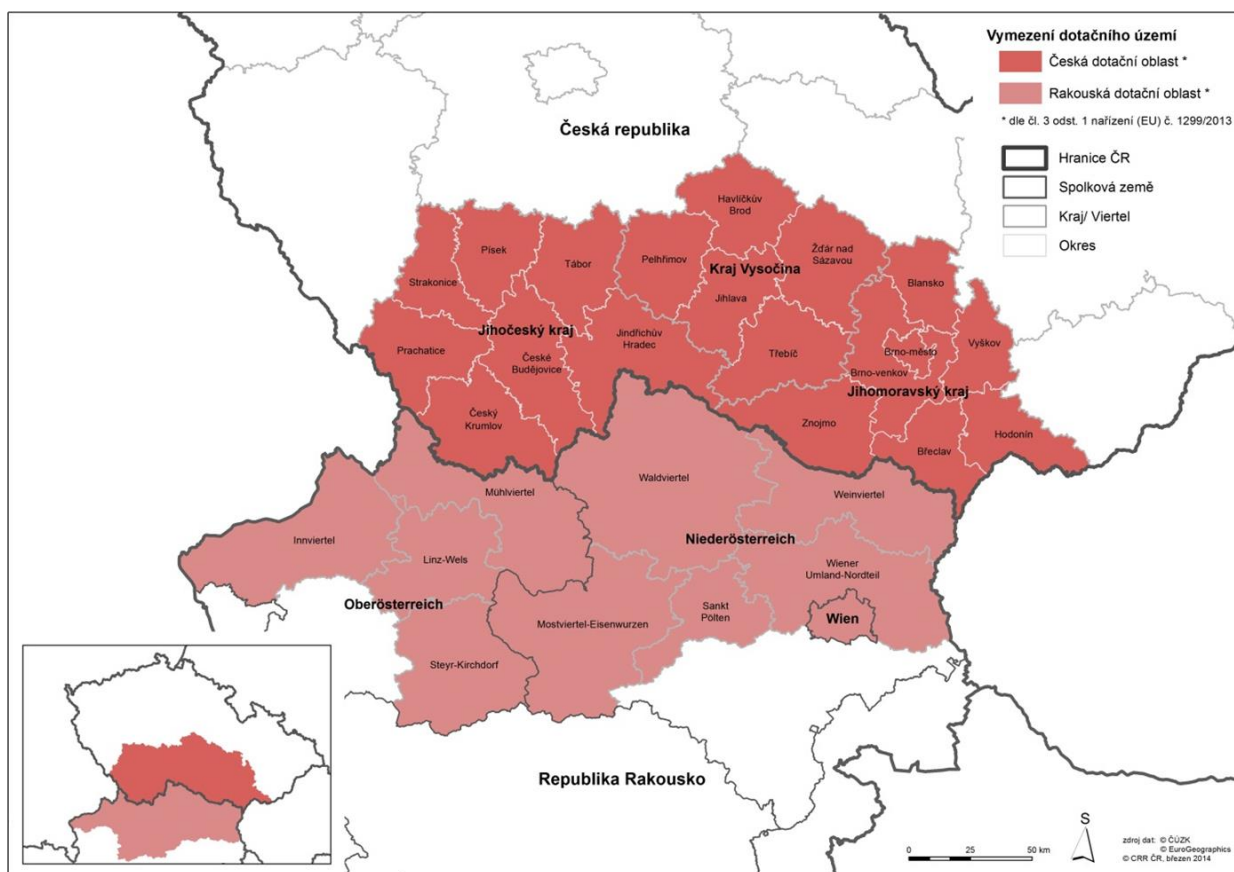 Vymezení dotačního území
Česká dotační oblast *
Rakouská dotační oblast *
* dle čl. 3 odst. 1 nařízení (EU) č. 1299/2013
Hranice ČR
Spolková země
Kraj/ Viertel
Okres
Česká republika
Havlíčkův
Brod
Písek
Tábor
Pelhřimov
Kraj Vysočina
Žďár nad
Sázavou
Strakonice
Blansko
Jihlava
Jihočeský kraj
Jindřichův
Hradec
Prachatice
České
Budějovice
Třebíč
Brno-město
Vyškov
Brno-venkov
Jihomoravský kraj
Český
Krumlov
Znojmo
Hodonín
Břeclav
Mühlviertel
Waldviertel
Weinviertel
Innviertel
Linz-Wels
Niederösterreich
Wiener
Umland-Nordteil
Oberösterreich
Sankt
Pölten
Wien
Mostviertel-Eisenwurzen
Steyr-Kirchdorf
Republika Rakousko
S
0 25 50 km
zdroj dat: © ČÚZK
© EuroGeographics
© CRR ČR, březen 2014